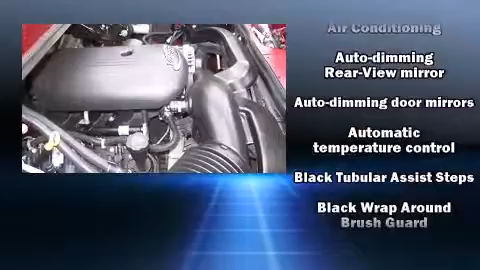 Air Conditioning
Auto-dimming
Rear-View mirror
Auto-dimming door mirrors
Automatic
temperature control
Black Tubular Assist Steps
Black Wrap Around
Brush Guard